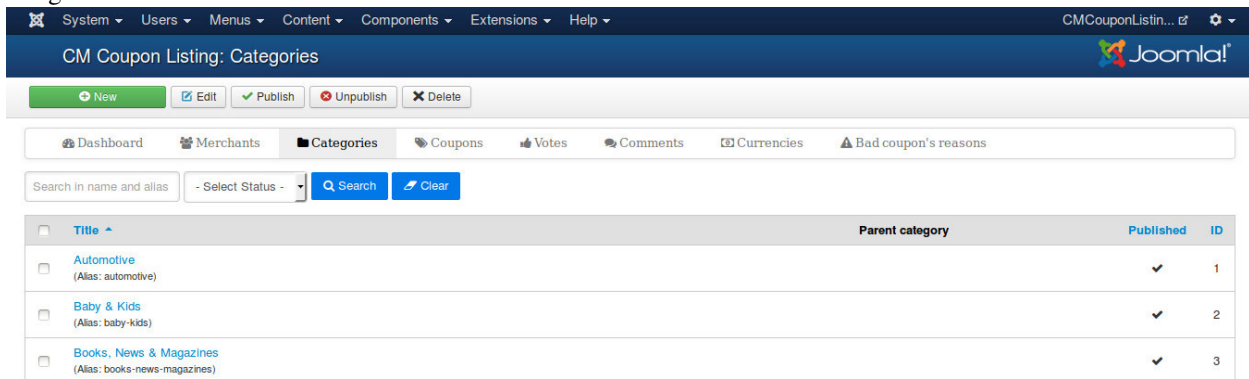 System Users Menus Content Components Extensions Help CMCouponListin...
CM Coupon Listing: Categories Joomla!
New Edit Publish Unpublish Delete
Dashboard Merchants Categories Coupons Votes Comments Currencies Bad coupon's reasons
Search in name and alias - Select Status - Search Clear
Title Parent category Published ID
Automotive
(Alias: automotive) 1
Baby & Kids
(Alias: baby-kids) 2
Books, News & Magazines
(Alias: books-news-magazines) 3